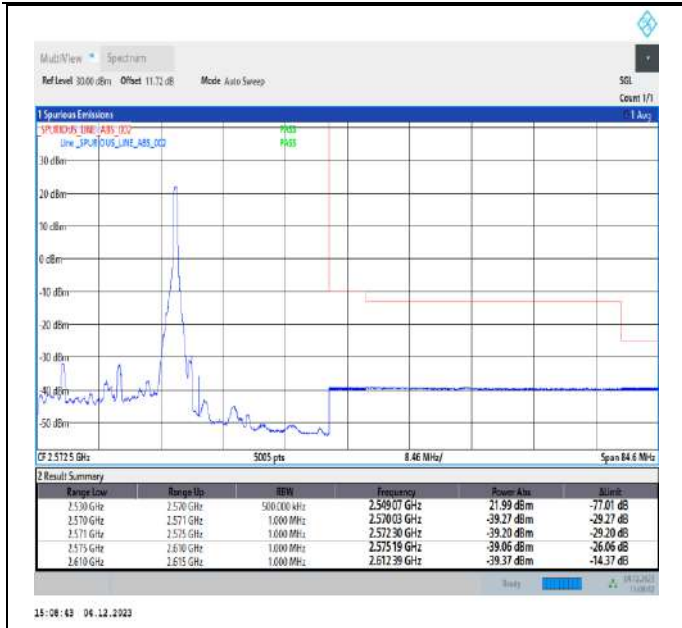 MultiView Spectrum
Ref Level 30.00 dBm Offset 11.72 dB Mode Auto Sweep SGL
Count 1/1
1 Spurious Emissions 1 Avg
_SPURIOUS_LINE_ABS_002 PASS
Line _SPURIOUS_LINE_ABS_002 PASS
30 dBm
20 dBm
10 dBm
0 dBm
-10 dBm
-20 dBm
-30 dBm
-40 dBm
-50 dBm
CF 2.5725 GHz 5005 pts 8.46 MHz/ Span 84.6 MHz
2 Result Summary
Range Low Range Up RBW Frequency Power Abs ΔLimit
2.530 GHz 2.570 GHz 500.000 kHz 2.54907 GHz 21.99 dBm -77.01 dB
2.570 GHz 2.571 GHz 1.000 MHz 2.57003 GHz -39.27 dBm -29.27 dB
2.571 GHz 2.575 GHz 1.000 MHz 2.57230 GHz -39.20 dBm -29.20 dB
2.575 GHz 2.610 GHz 1.000 MHz 2.57519 GHz -39.06 dBm -26.06 dB
2.610 GHz 2.615 GHz 1.000 MHz 2.61239 GHz -39.37 dBm -14.37 dB
Ready
15:08:43 04.12.2023